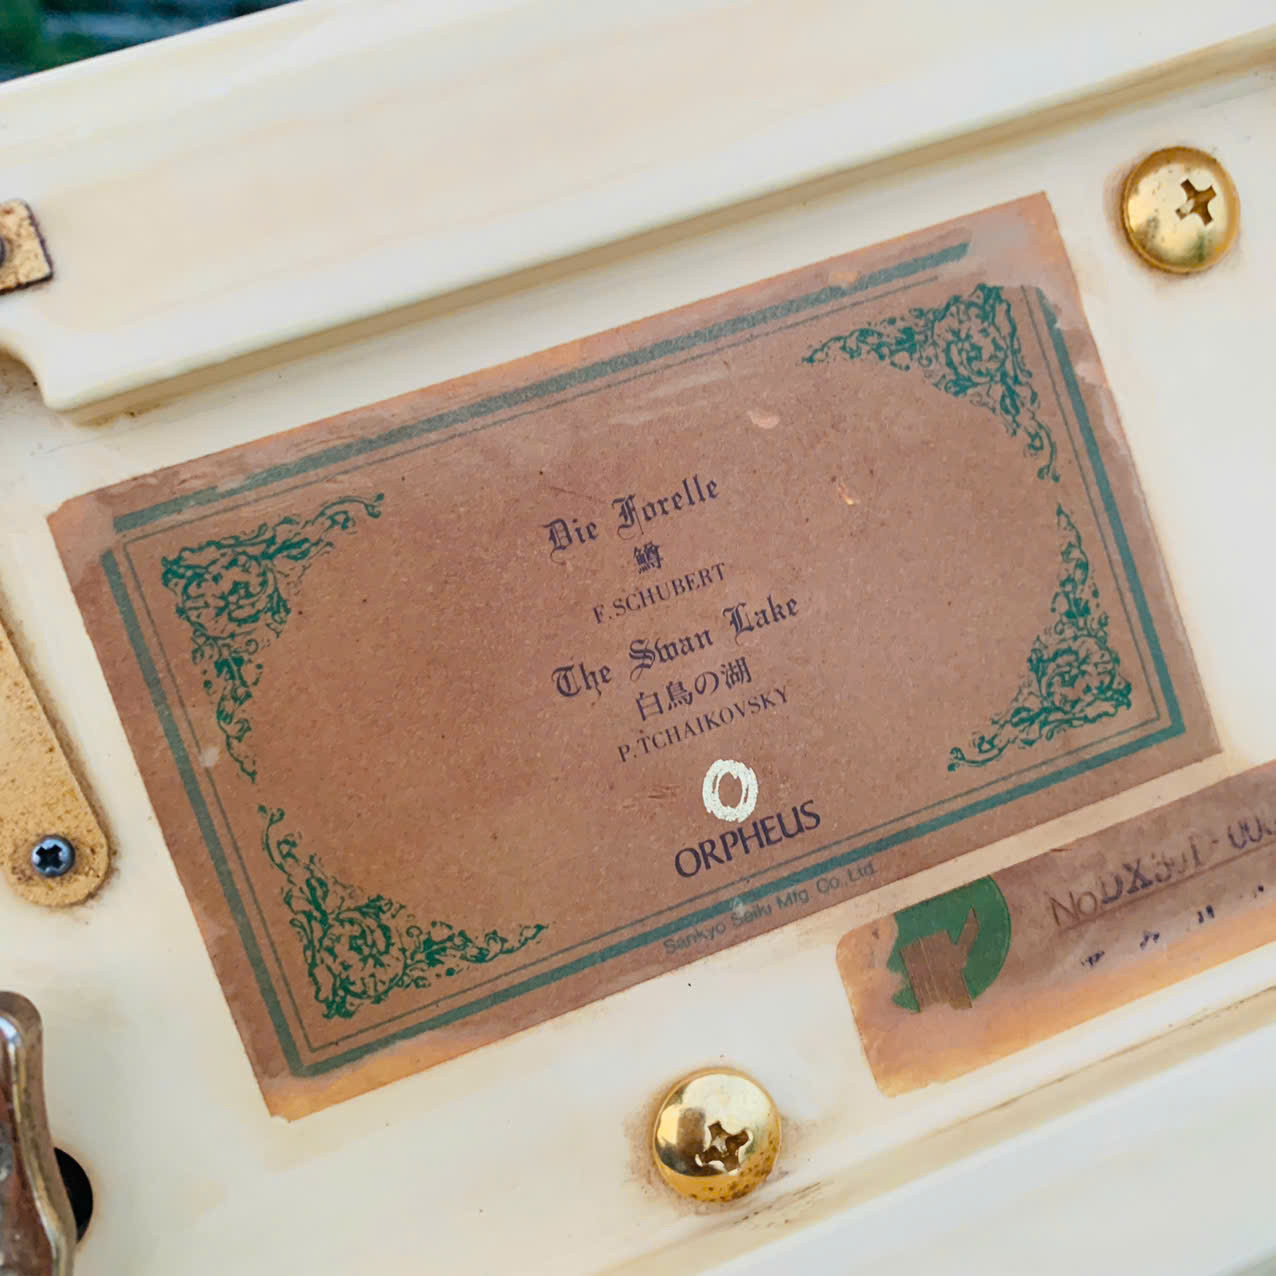 Die Forelle
鱒
F.SCHUBERT
The Swan Lake
白鳥の湖
P.TCHAIKOVSKY
ORPHEUS
Sankyo Seiki Mfg Co.,Ltd.